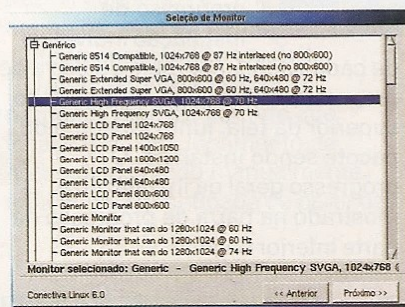 Seleção de Monitor
Genérico
Generic 8514 Compatible, 1024x768 @ 87 Hz interlaced (no 800x600)
Generic 8514 Compatible, 1024x768 @ 87 Hz interlaced (no 800x600)
Generic Extended Super VGA, 800x600 @ 60 Hz, 640x480 @ 72 Hz
Generic Extended Super VGA, 800x600 @ 60 Hz, 640x480 @ 72 Hz
Generic High Frequency SVGA, 1024x768 @ 70 Hz
Generic High Frequency SVGA, 1024x768 @ 70 Hz
Generic LCD Panel 1024x768
Generic LCD Panel 1024x768
Generic LCD Panel 1400x1050
Generic LCD Panel 1600x1200
Generic LCD Panel 640x480
Generic LCD Panel 640x480
Generic LCD Panel 800x600
Generic LCD Panel 800x600
Generic Monitor
Generic Monitor that can do 1280x1024 @ 60 Hz
Generic Monitor that can do 1280x1024 @ 60 Hz
Generic Monitor that can do 1280x1024 @ 74 Hz
Monitor selecionado: Generic - Generic High Frequency SVGA, 1024x768 @
Conectiva Linux 6.0
<< Anterior
Próximo >>